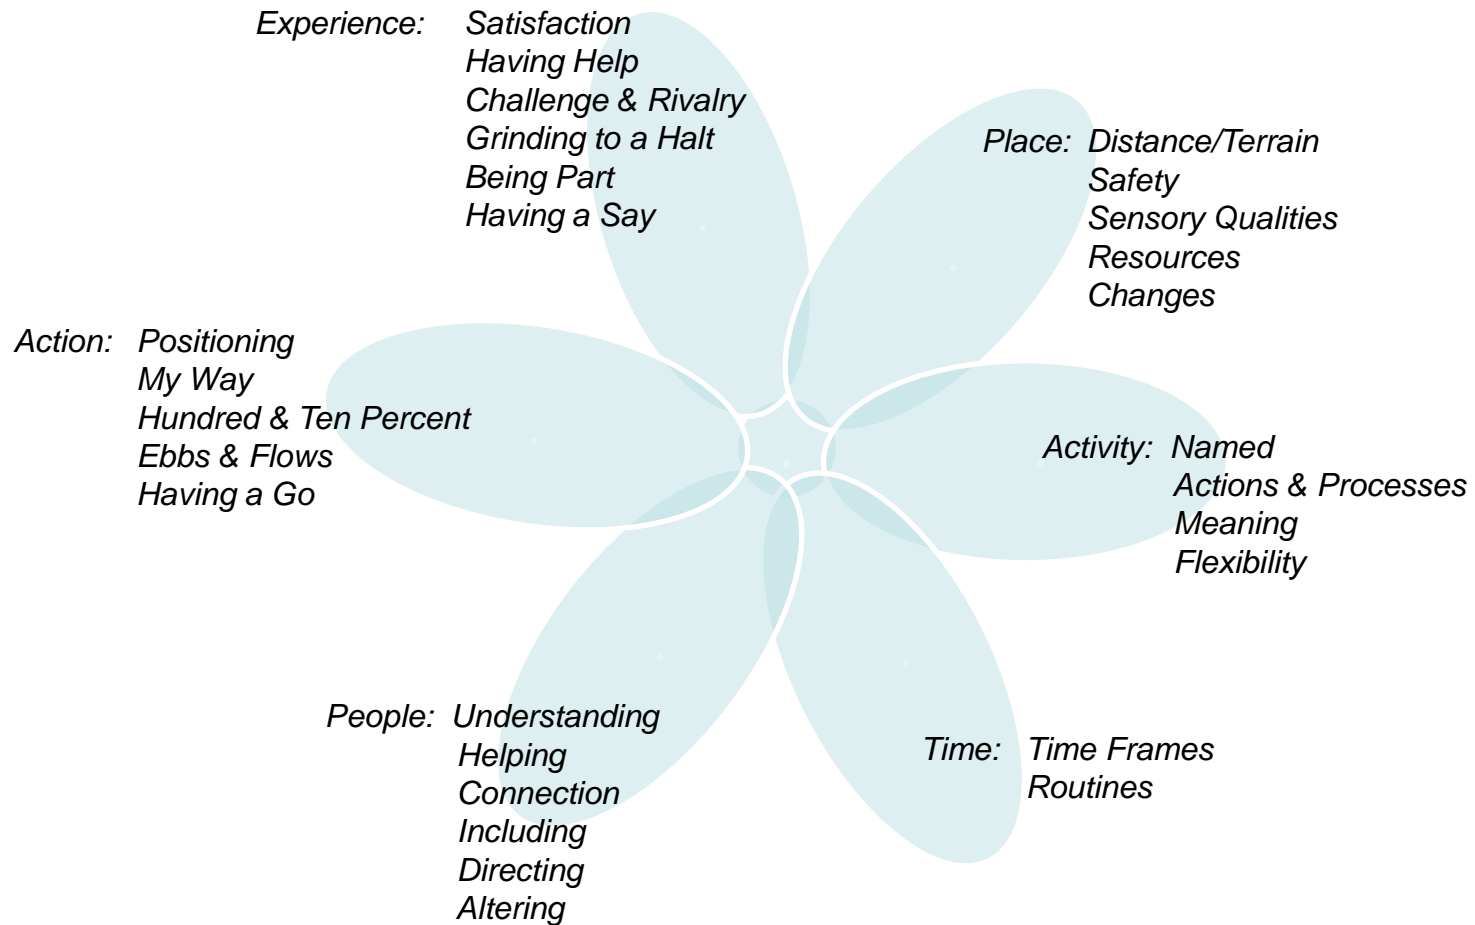 Experience: Satisfaction
Having Help
Challenge & Rivalry
Grinding to a Halt
Being Part
Having a Say
Place: Distance/Terrain
Safety
Sensory Qualities
Resources
Changes
Action: Positioning
My Way
Hundred & Ten Percent
Ebbs & Flows
Having a Go
Activity: Named
Actions & Processes
Meaning
Flexibility
People: Understanding
Helping
Connection
Including
Directing
Altering
Time: Time Frames
Routines